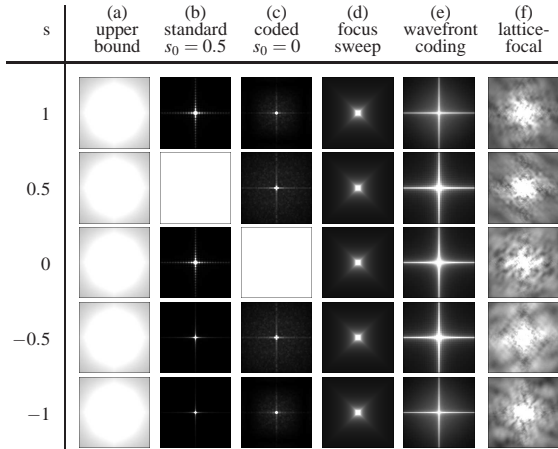 (a) (b) (c) (d) (e) (f)
s upper standard coded focus wavefront lattice-
bound s₀ = 0.5 s₀ = 0 sweep coding focal
1
0.5
0
−0.5
−1